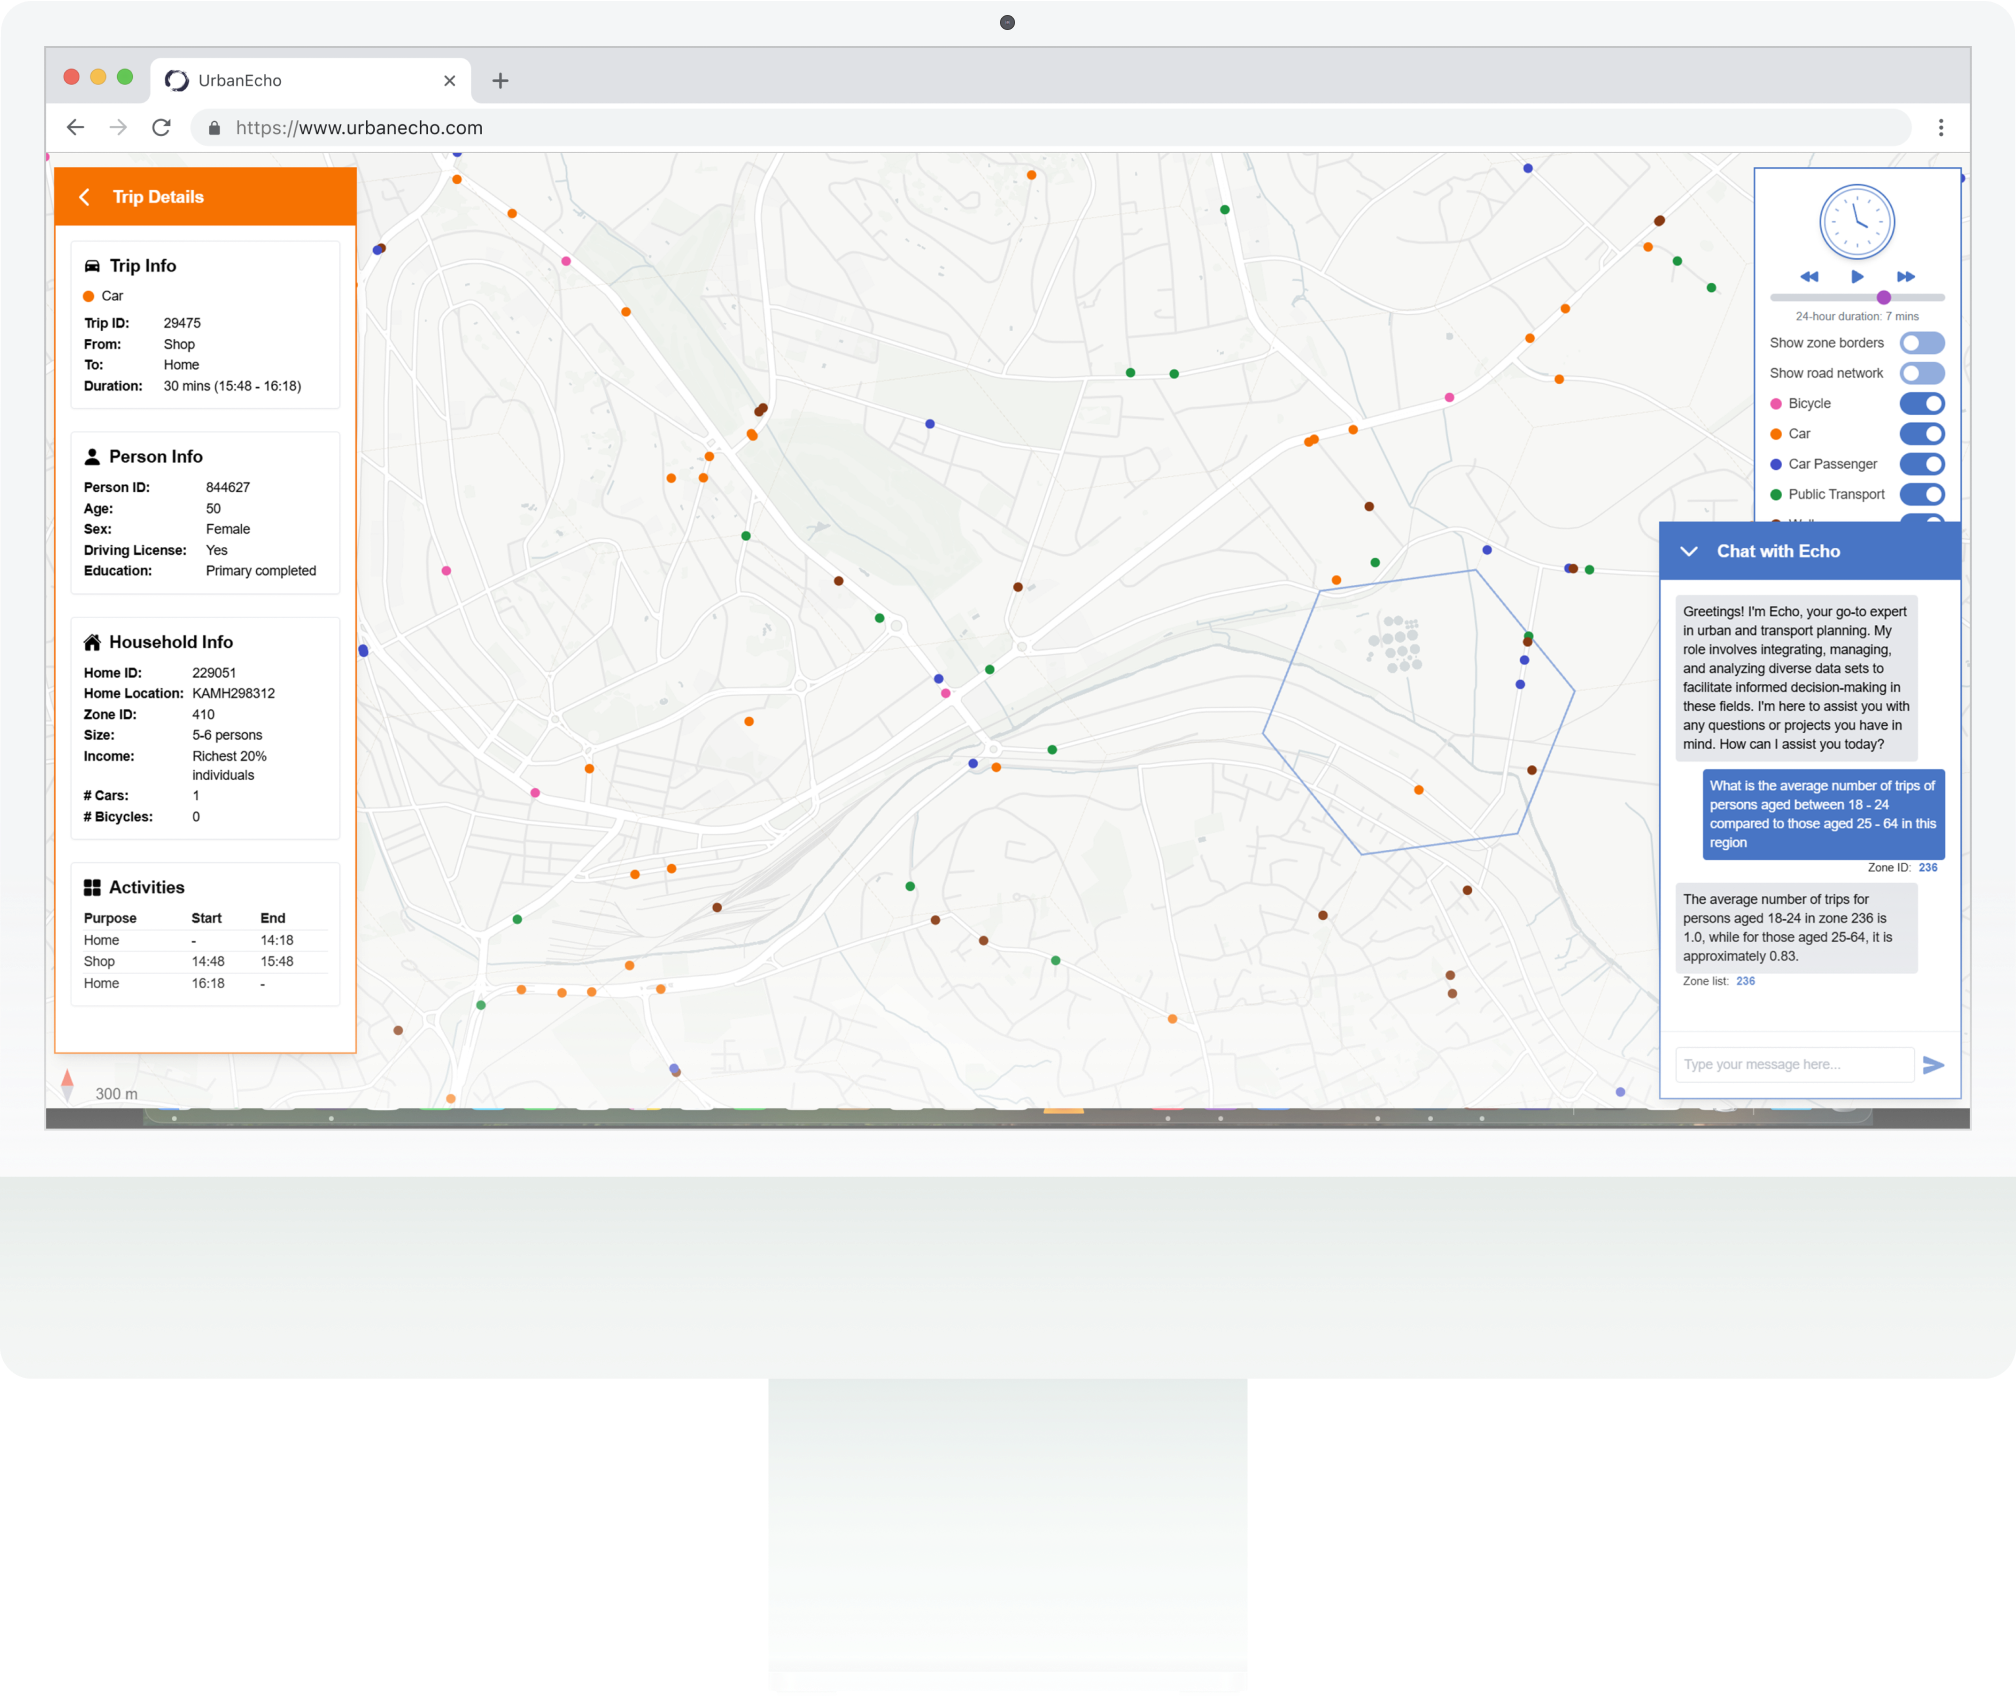 UrbanEcho
https://www.urbanecho.com
Trip Details
Trip Info
Car
Trip ID: 29475
From: Shop
To: Home
Duration: 30 mins (15:48 - 16:18)
Person Info
Person ID: 844627
Age: 50
Sex: Female
Driving License: Yes
Education: Primary completed
Household Info
Home ID: 229051
Home Location: KAMH298312
Zone ID: 410
Size: 5-6 persons
Income: Richest 20%
individuals
# Cars: 1
# Bicycles: 0
Activities
Purpose Start End
Home - 14:18
Shop 14:48 15:48
Home 16:18 -
300 m
24-hour duration: 7 mins
Show zone borders
Show road network
Bicycle
Car
Car Passenger
Public Transport
Chat with Echo
Greetings! I'm Echo, your go-to expert
in urban and transport planning. My
role involves integrating, managing,
and analyzing diverse data sets to
facilitate informed decision-making in
these fields. I'm here to assist you with
any questions or projects you have in
mind. How can I assist you today?
What is the average number of trips of
persons aged between 18 - 24
compared to those aged 25 - 64 in this
region
Zone ID: 236
The average number of trips for
persons aged 18-24 in zone 236 is
1.0, while for those aged 25-64, it is
approximately 0.83.
Zone list: 236
Type your message here...